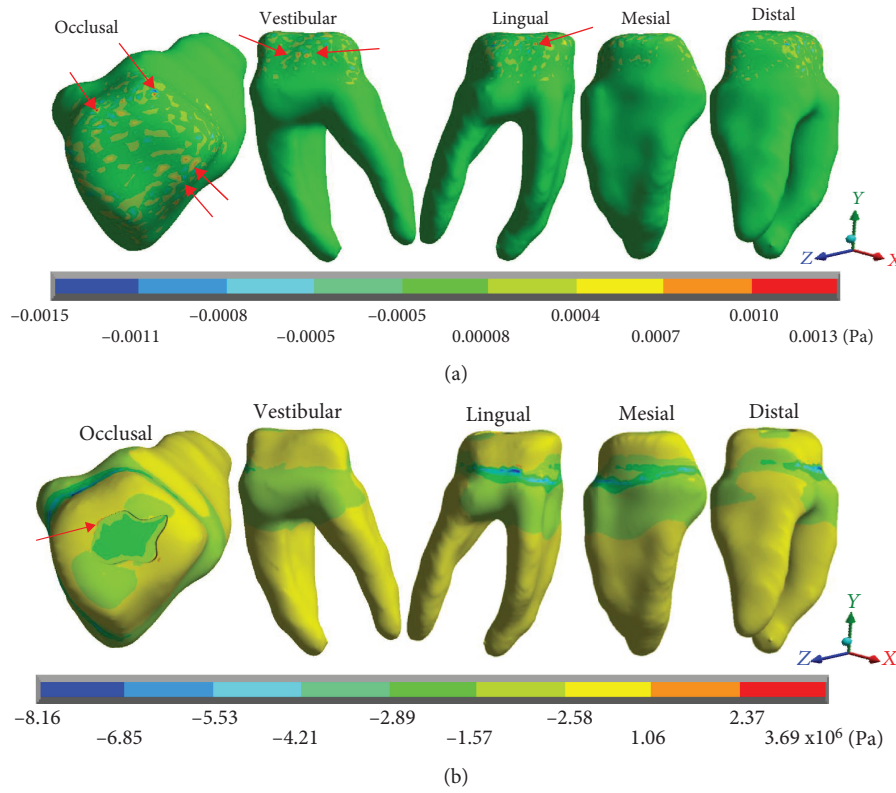 Occlusal
Vestibular
Lingual
Mesial
Distal
Y
Z
X
−0.0015
−0.0008
−0.0005
0.0004
0.0010
−0.0011
−0.0005
0.00008
0.0007
0.0013 (Pa)
(a)
Occlusal
Vestibular
Lingual
Mesial
Distal
Y
Z
X
−8.16
−5.53
−2.89
−2.58
2.37
−6.85
−4.21
−1.57
1.06
3.69 x10⁶ (Pa)
(b)